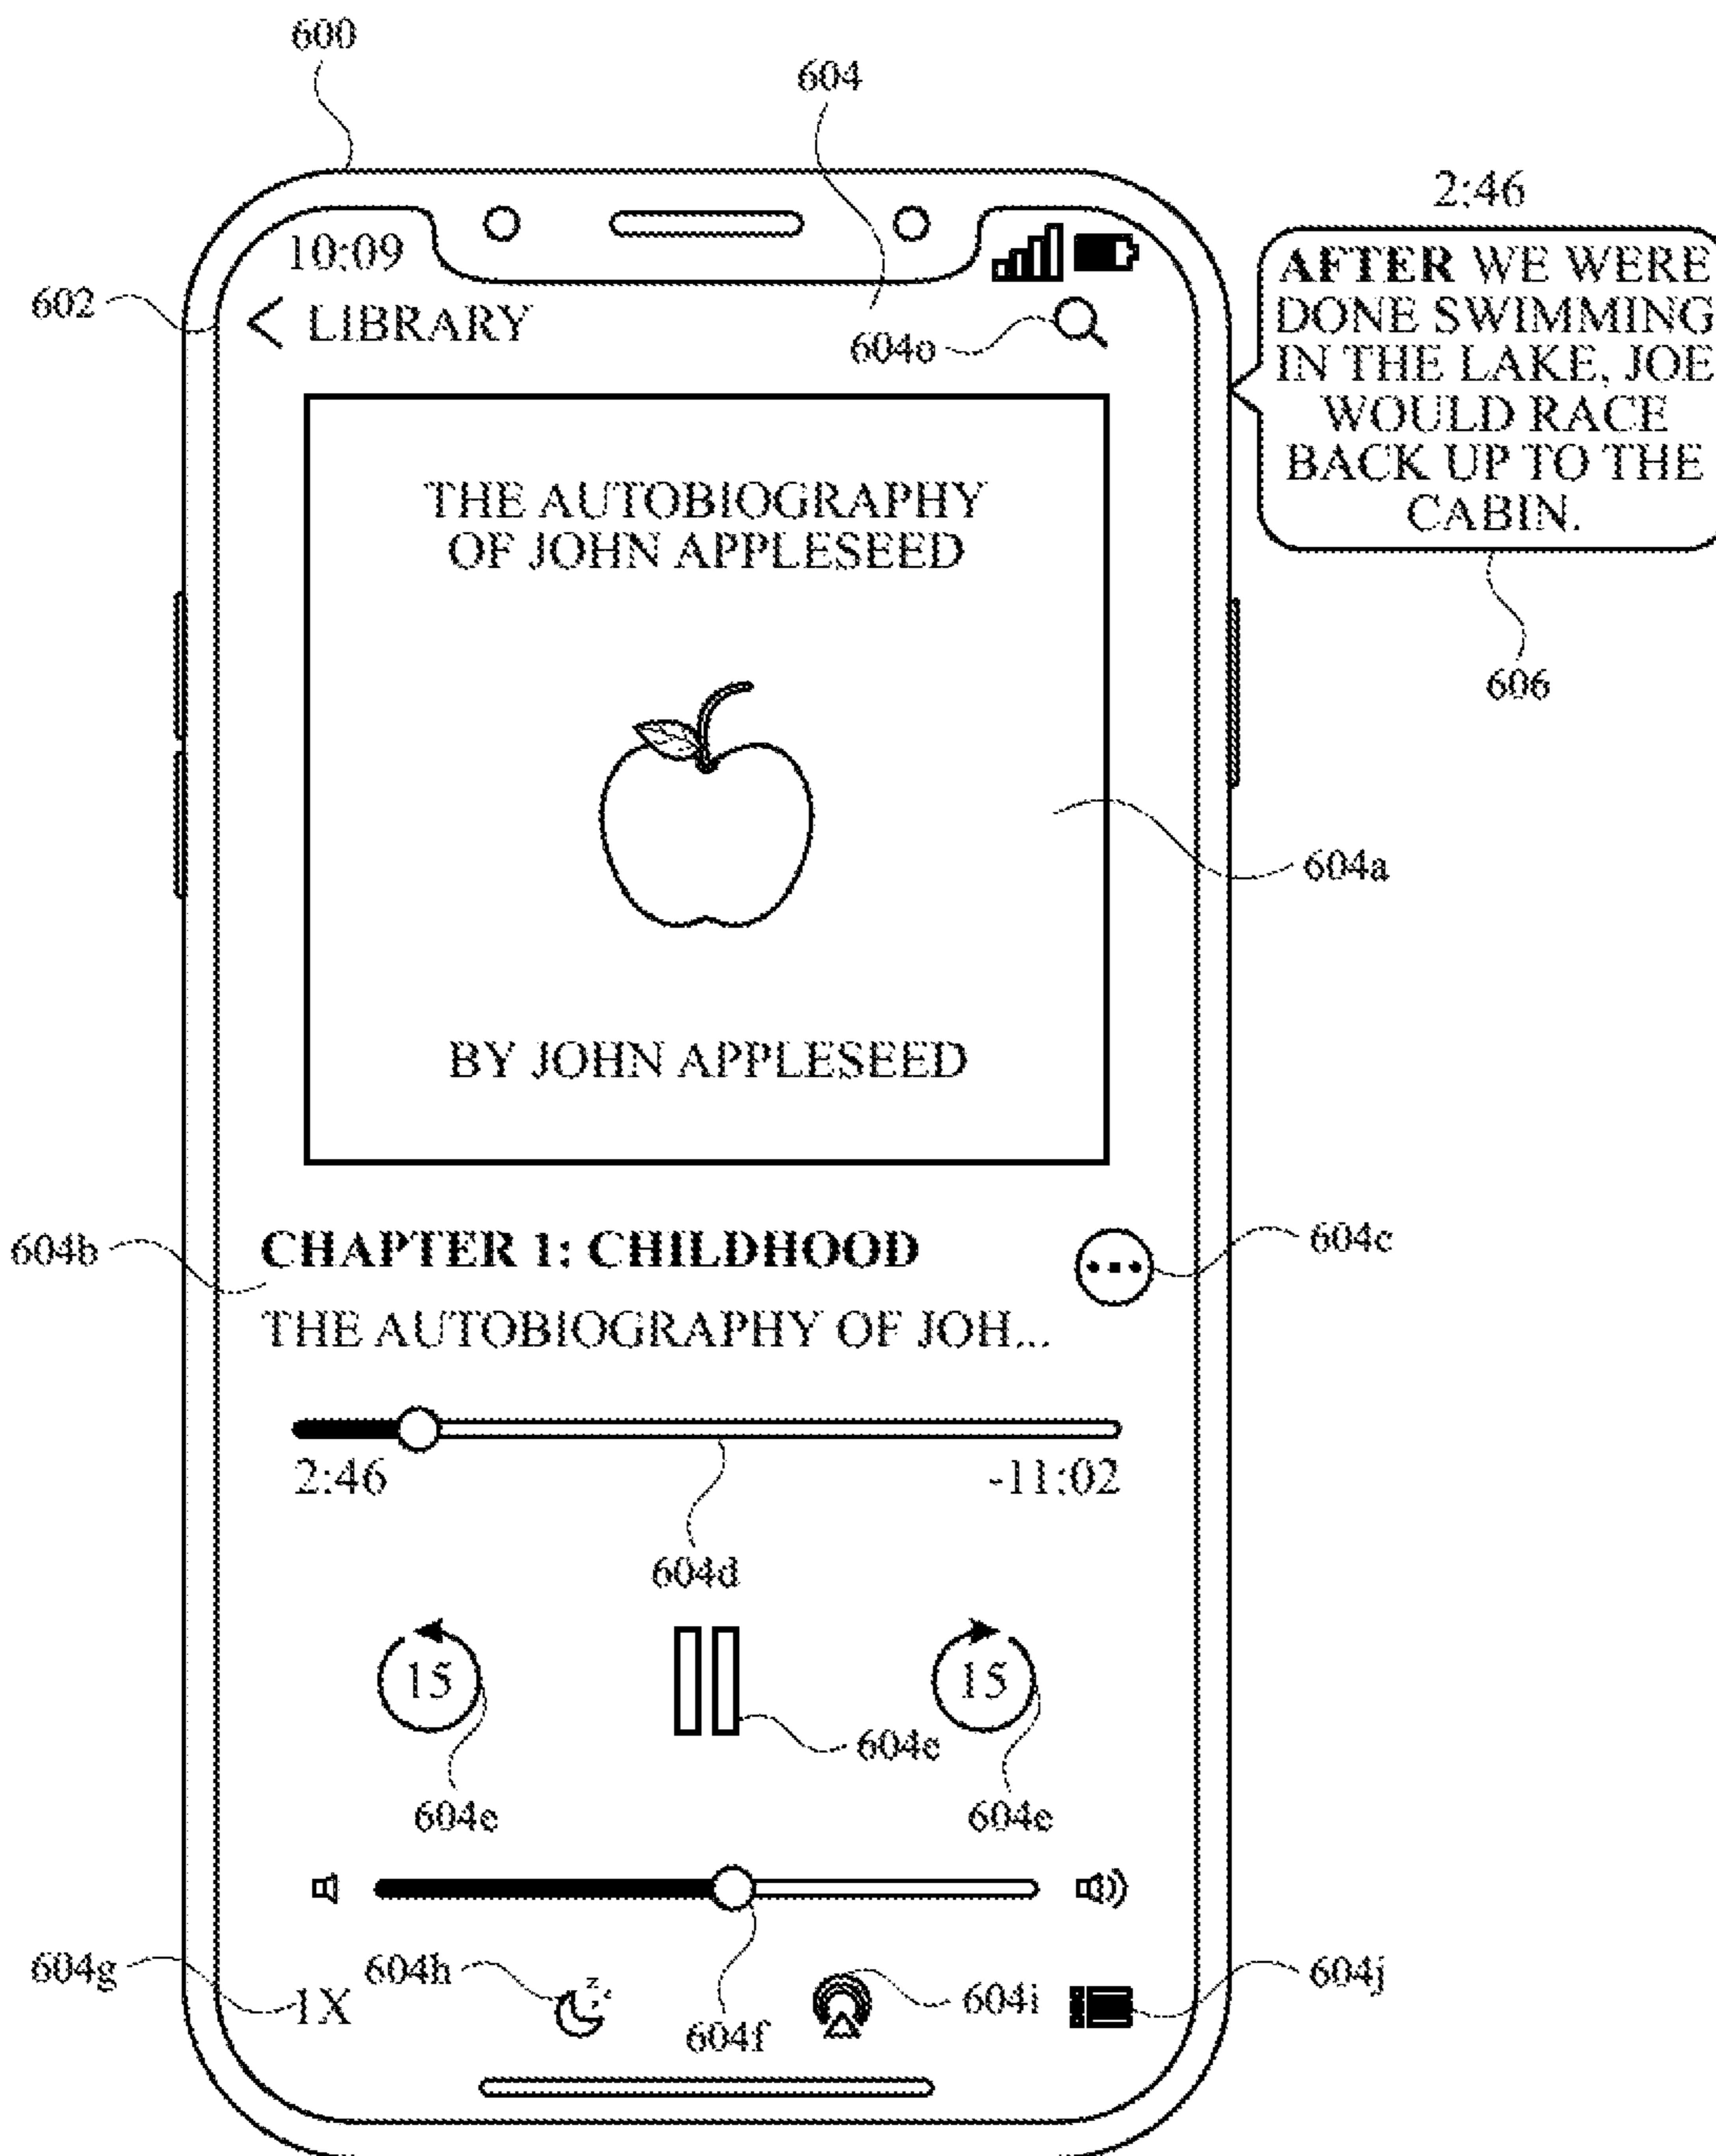 600
604
2:46
10:09
602
< LIBRARY
604o
AFTER WE WERE
DONE SWIMMING
IN THE LAKE, JOE
WOULD RACE
BACK UP TO THE
CABIN.
606
THE AUTOBIOGRAPHY
OF JOHN APPLESEED
604a
BY JOHN APPLESEED
604b
CHAPTER 1: CHILDHOOD
604c
THE AUTOBIOGRAPHY OF JOH...
2:46
-11:02
604d
15
15
604e
604e
604e
604g
1X
604h
z
604f
604i
604j